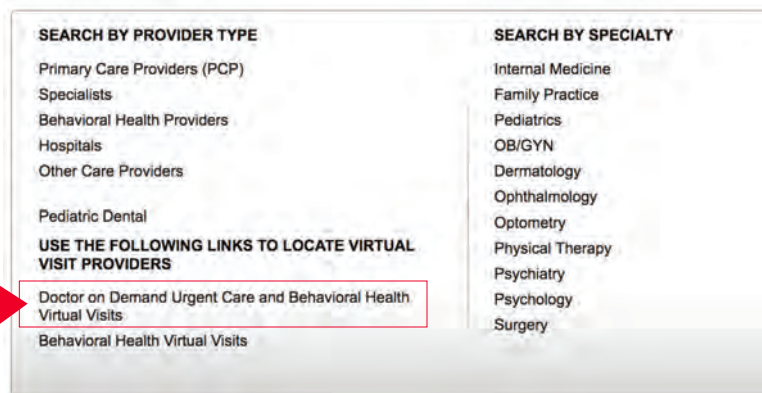 SEARCH BY PROVIDER TYPE
Primary Care Providers (PCP)
Specialists
Behavioral Health Providers
Hospitals
Other Care Providers
Pediatric Dental
USE THE FOLLOWING LINKS TO LOCATE VIRTUAL
VISIT PROVIDERS
Doctor on Demand Urgent Care and Behavioral Health
Virtual Visits
Behavioral Health Virtual Visits
SEARCH BY SPECIALTY
Internal Medicine
Family Practice
Pediatrics
OB/GYN
Dermatology
Ophthalmology
Optometry
Physical Therapy
Psychiatry
Psychology
Surgery